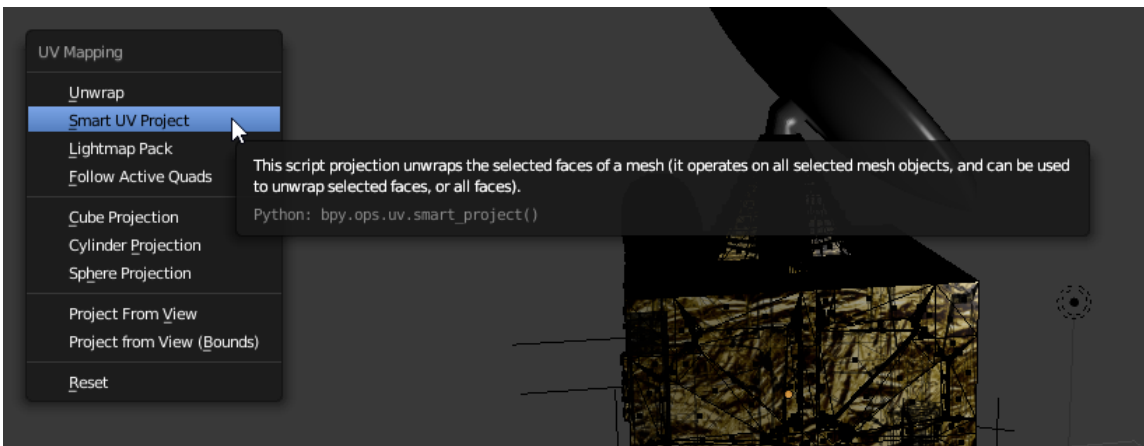 UV Mapping
Unwrap
Smart UV Project
Lightmap Pack
Follow Active Quads
This script projection unwraps the selected faces of a mesh (it operates on all selected mesh objects, and can be used
to unwrap selected faces, or all faces).
Python: bpy.ops.uv.smart_project()
Cube Projection
Cylinder Projection
Sphere Projection
Project From View
Project from View (Bounds)
Reset